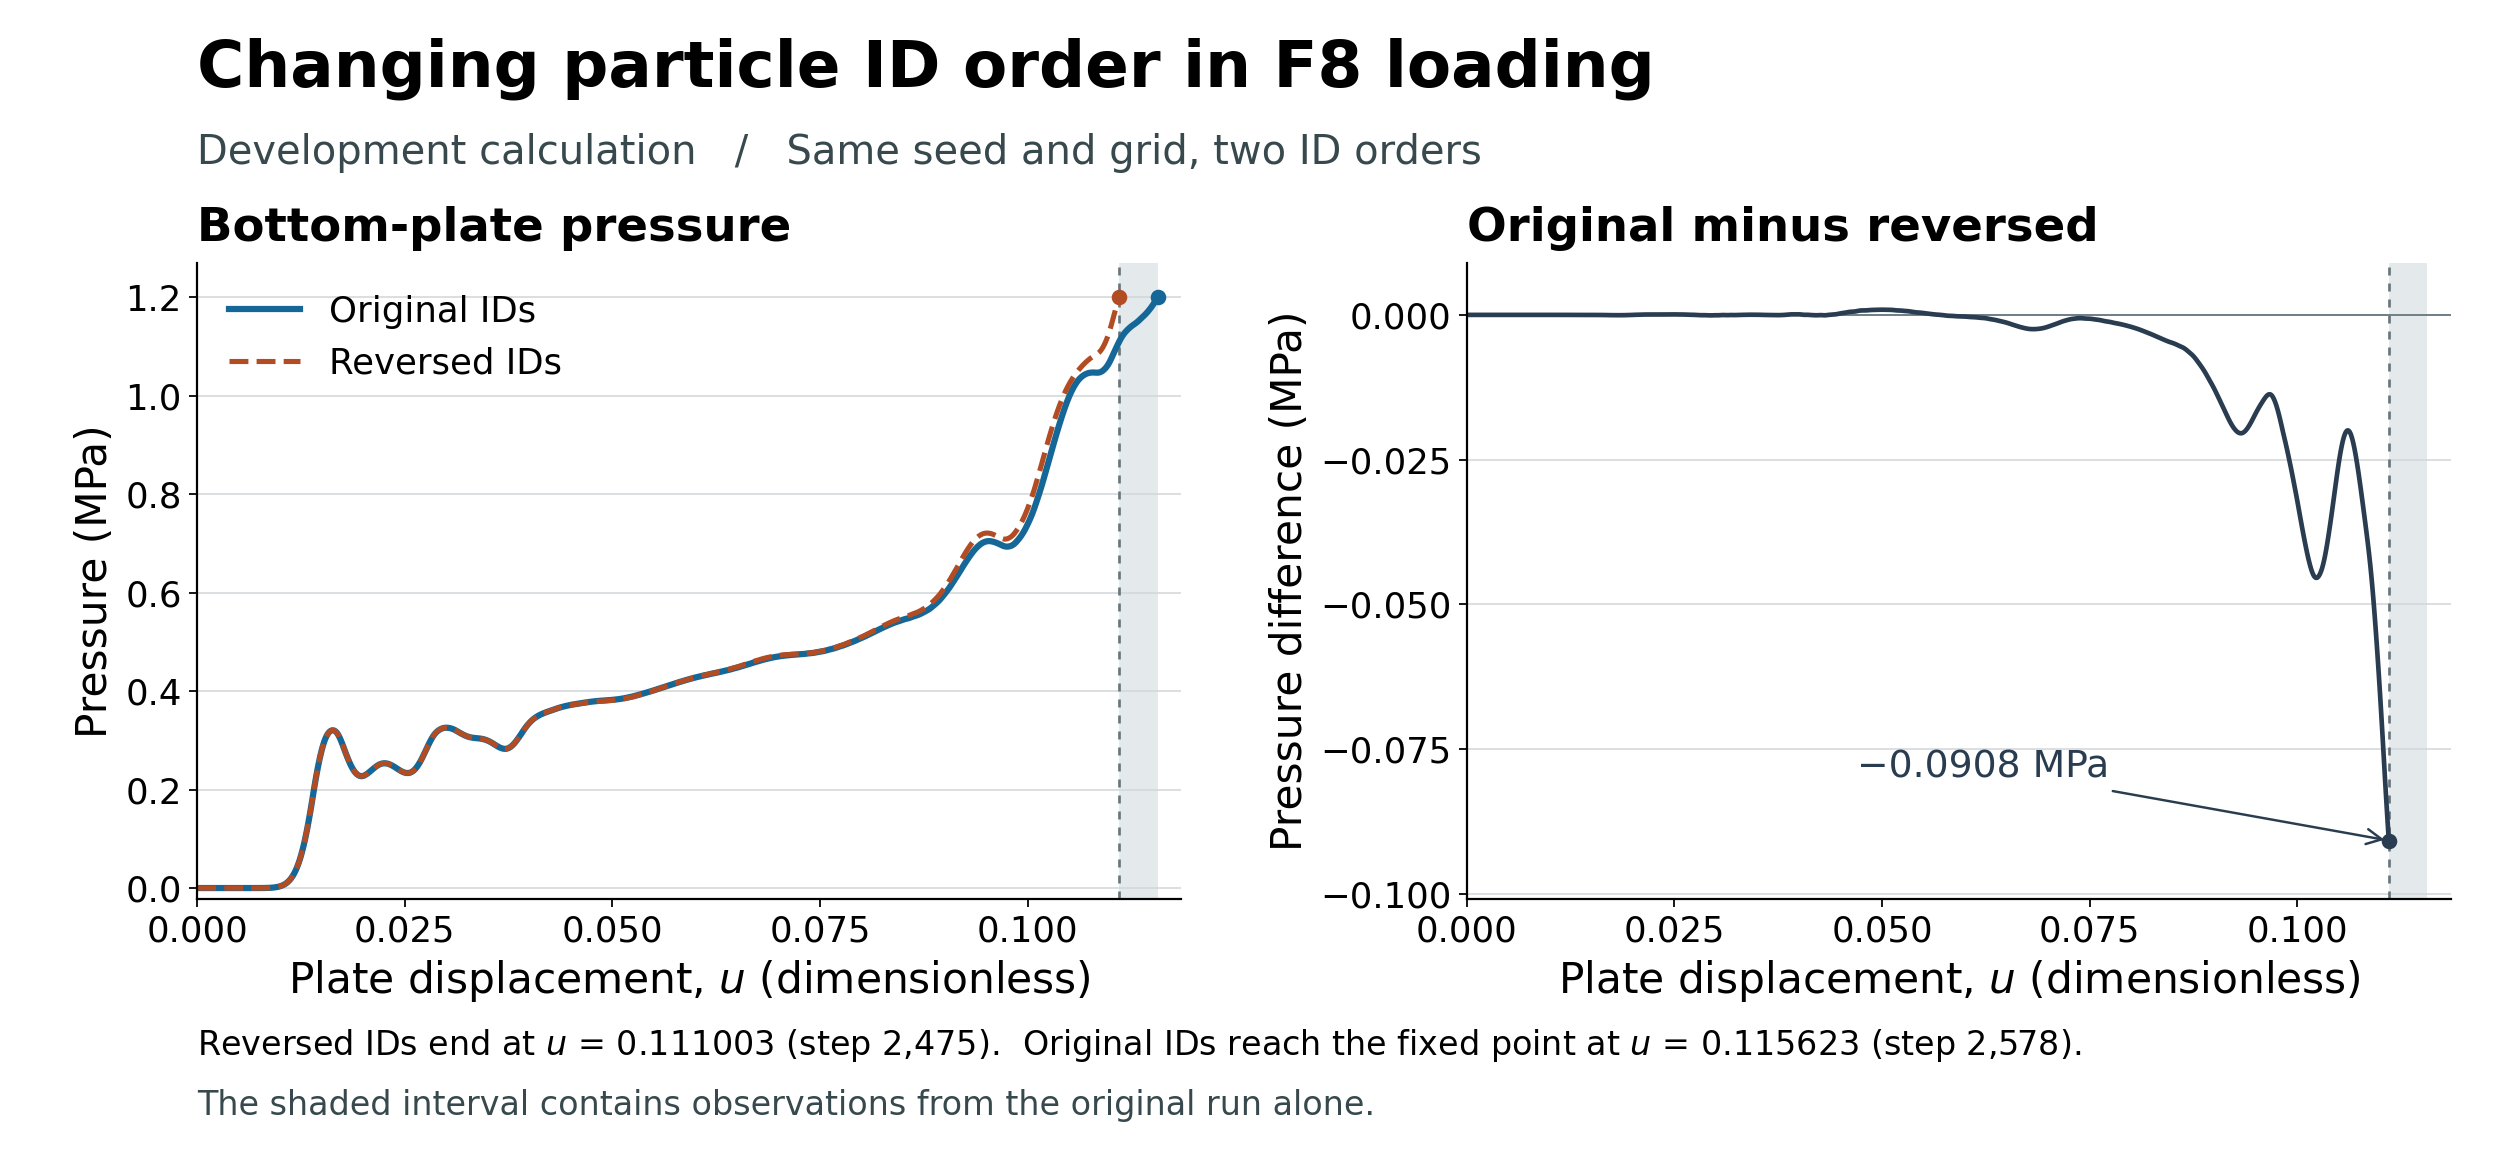 Changing particle ID order in F8 loading
Development calculation / Same seed and grid, two ID orders
Bottom-plate pressure
Pressure (MPa)
1.2
1.0
0.8
0.6
0.4
0.2
0.0
Original IDs
Reversed IDs
0.000 0.025 0.050 0.075 0.100
Plate displacement, u (dimensionless)
Original minus reversed
Pressure difference (MPa)
0.000
−0.025
−0.050
−0.075
−0.100
−0.0908 MPa
0.000 0.025 0.050 0.075 0.100
Plate displacement, u (dimensionless)
Reversed IDs end at u = 0.111003 (step 2,475). Original IDs reach the fixed point at u = 0.115623 (step 2,578).
The shaded interval contains observations from the original run alone.